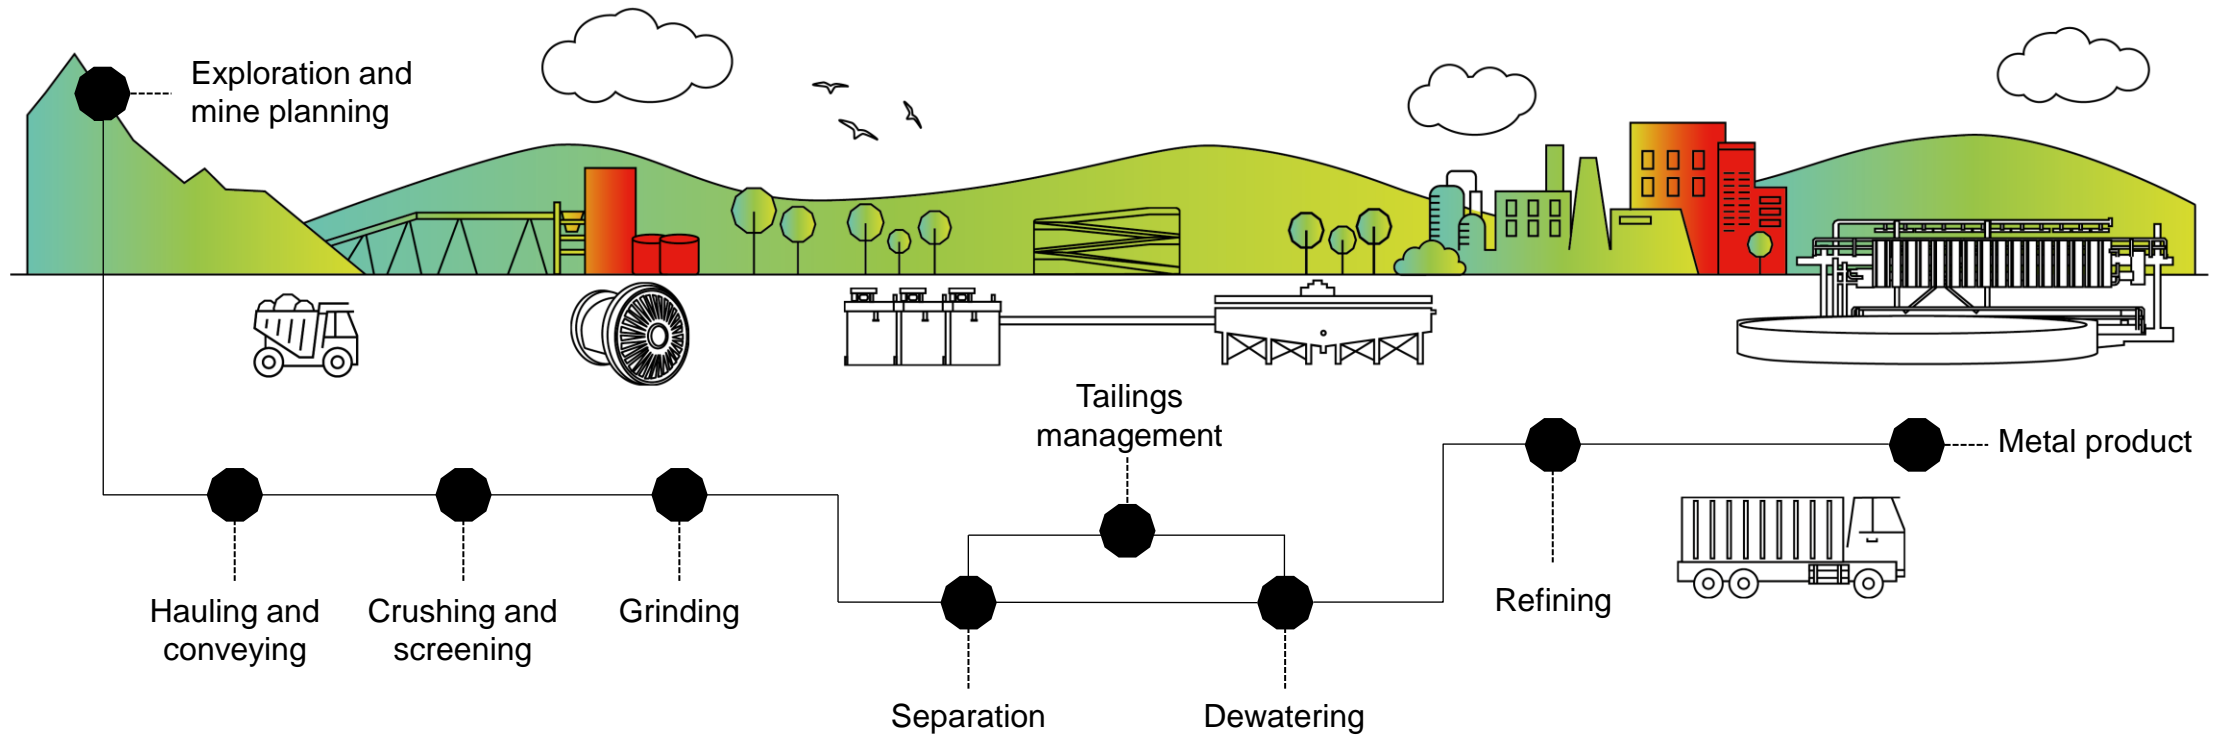 Exploration and
mine planning
Tailings
management
Metal product
Hauling and
conveying
Crushing and
screening
Grinding
Refining
Separation
Dewatering